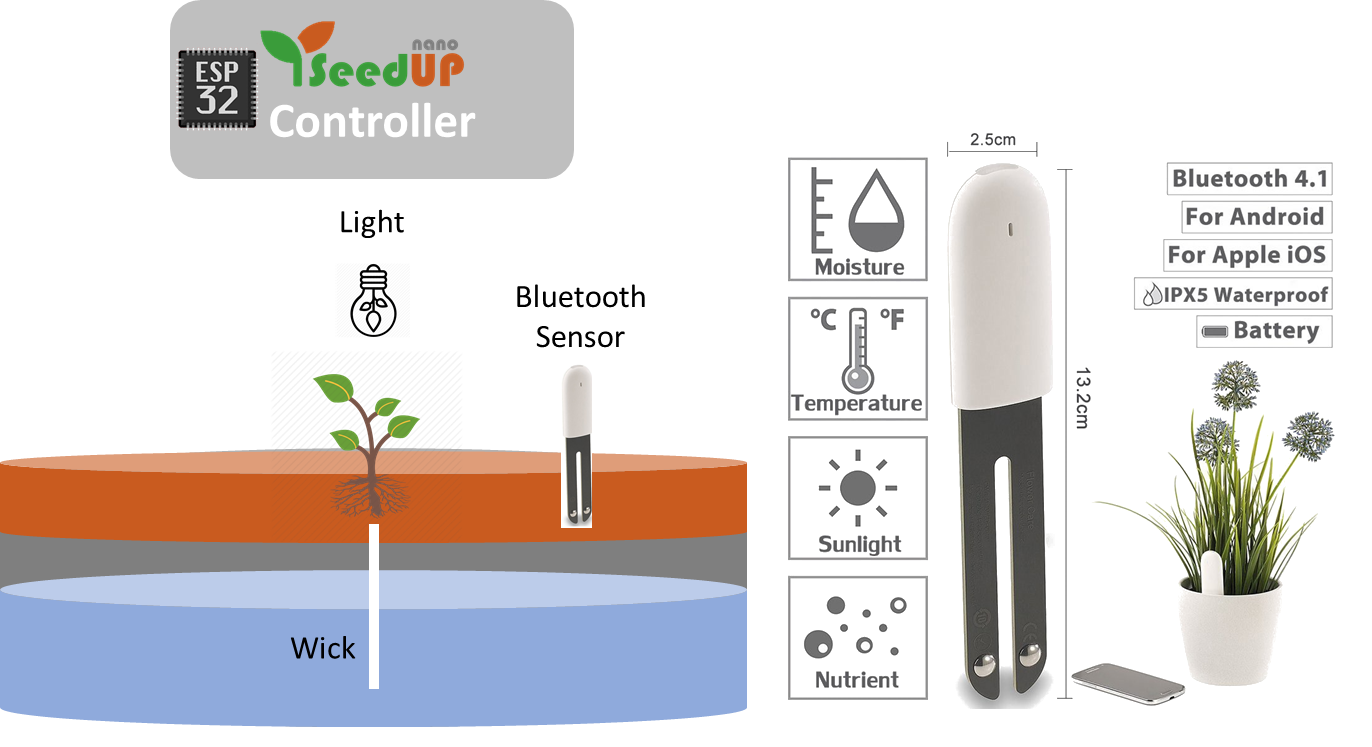 ESP
32
nano
SeedUP
Controller
Light
Bluetooth
Sensor
Wick
2.5cm
13.2cm
Moisture
°C °F
Temperature
Sunlight
Nutrient
Bluetooth 4.1
For Android
For Apple iOS
IPX5 Waterproof
Battery